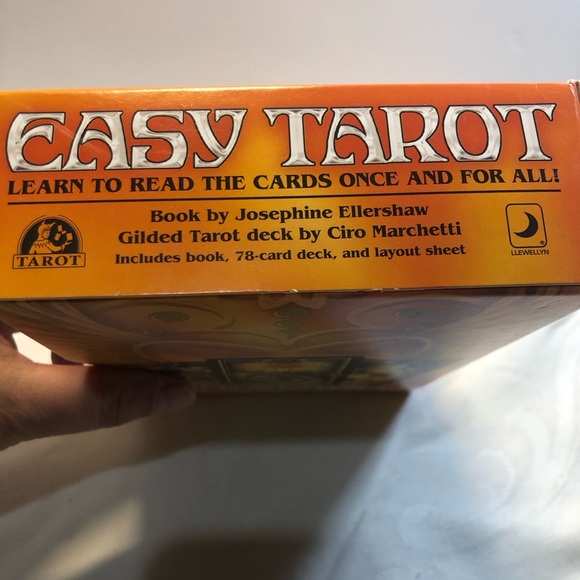 EASY TAROT
LEARN TO READ THE CARDS ONCE AND FOR ALL!
Book by Josephine Ellershaw
Gilded Tarot deck by Ciro Marchetti
Includes book, 78-card deck, and layout sheet
TAROT
®
LLEWELLYN